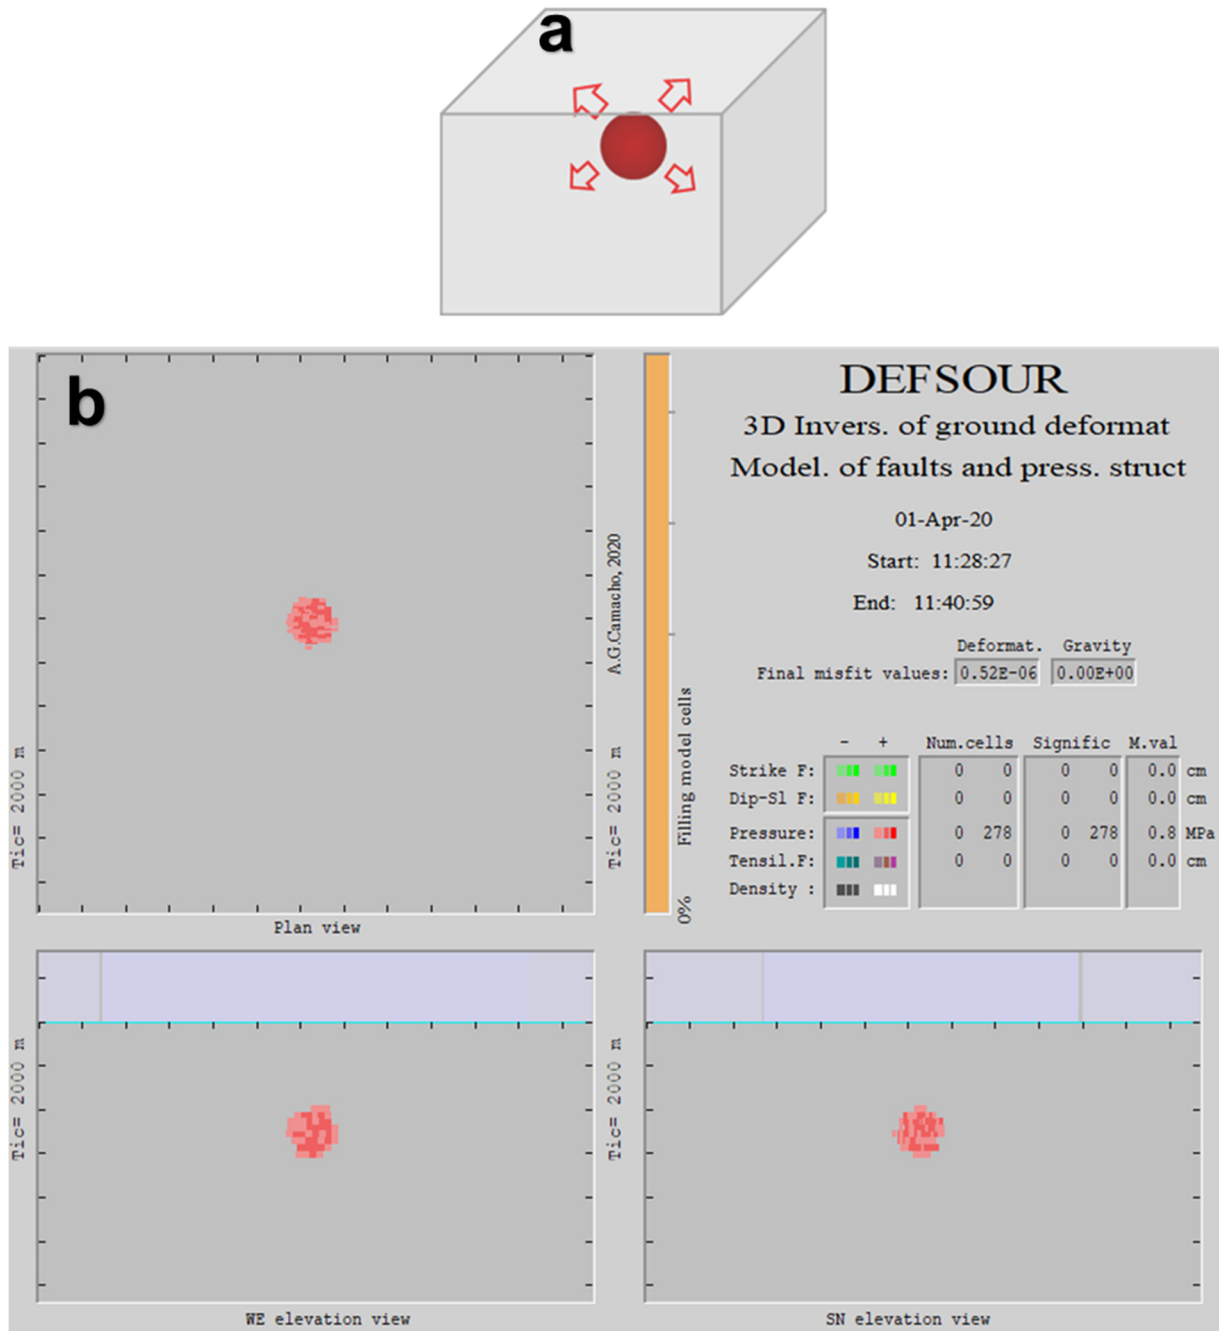 a
b
DEFSOUR
3D Invers. of ground deformat
Model. of faults and press. struct
01-Apr-20
Start: 11:28:27
End: 11:40:59
Deformat. Gravity
Final misfit values: 0.52E-06 0.00E+00
- + Num.cells Signific M.val
Strike F: 0 0 0 0 0.0 cm
Dip-Sl F: 0 0 0 0 0.0 cm
Pressure: 0 278 0 278 0.8 MPa
Tensil.F: 0 0 0 0 0.0 cm
Density :
Tic= 2000 m
Plan view
Tic= 2000 m
A.G.Camacho, 2020
0%
Filling model cells
Tic= 2000 m
WE elevation view
Tic= 2000 m
SN elevation view